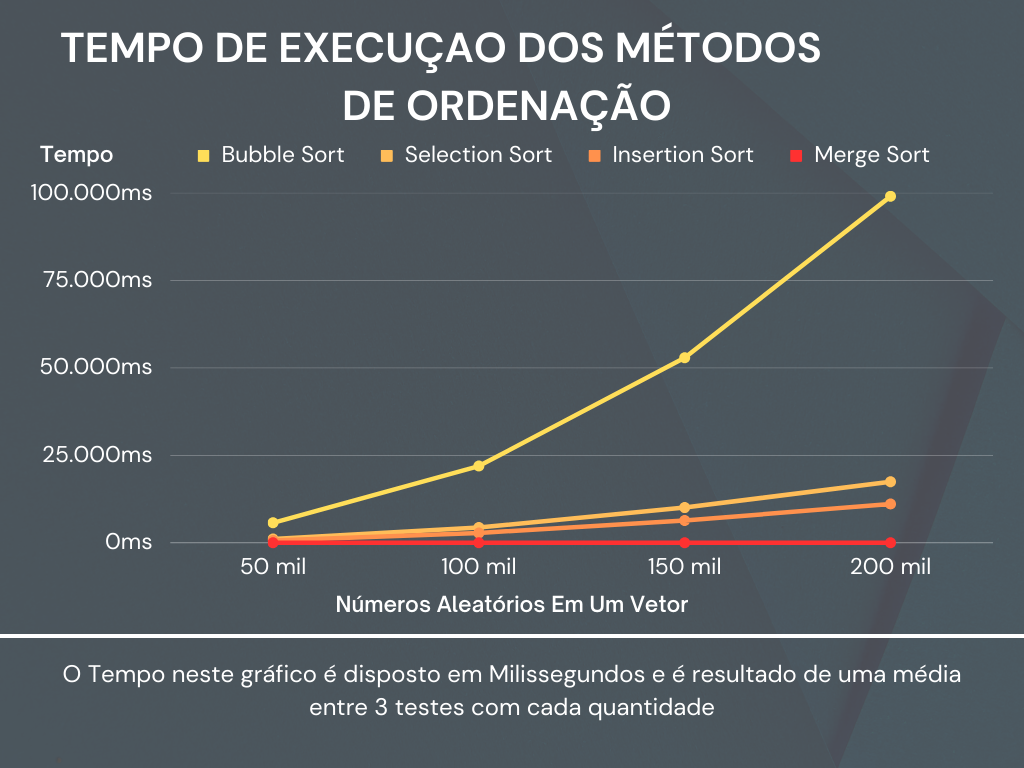 TEMPO DE EXECUÇAO DOS MÉTODOS
DE ORDENAÇÃO
Tempo
Bubble Sort
Selection Sort
Insertion Sort
Merge Sort
100.000ms
75.000ms
50.000ms
25.000ms
0ms
50 mil
100 mil
150 mil
200 mil
Números Aleatórios Em Um Vetor
O Tempo neste gráfico é disposto em Milissegundos e é resultado de uma média
entre 3 testes com cada quantidade